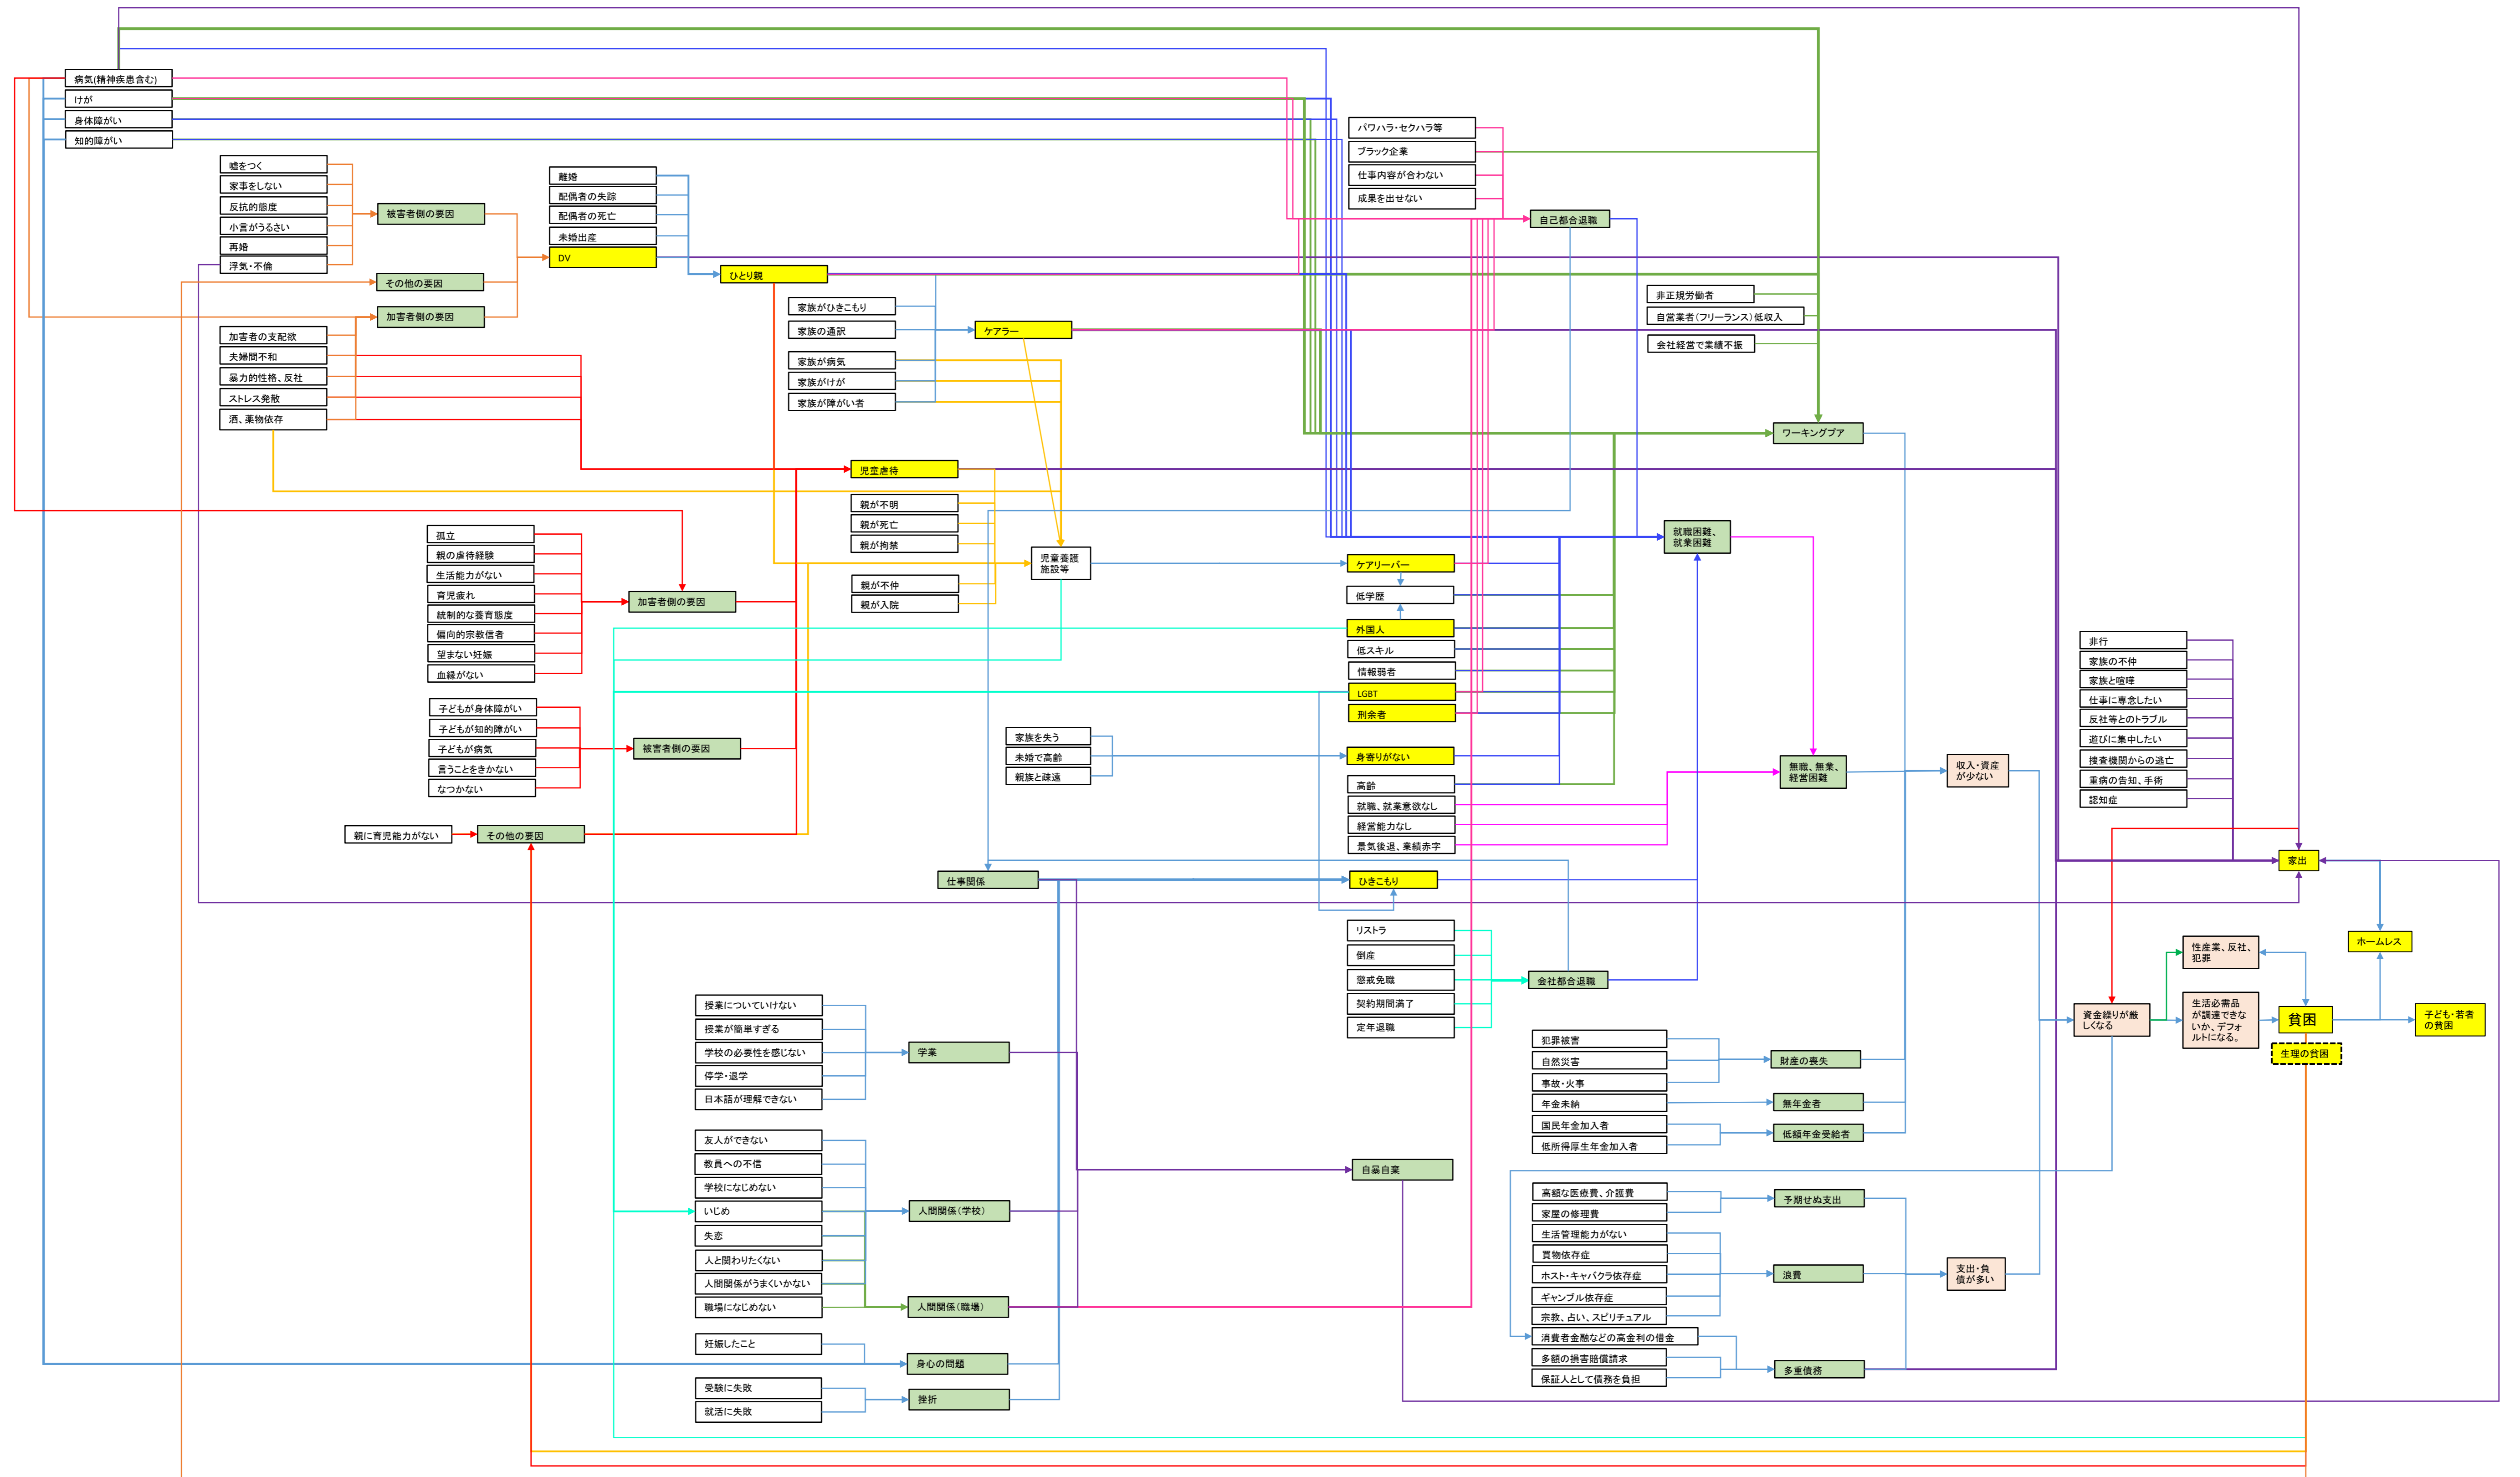 病気(精神疾患含む)
けが
身体障がい
知的障がい
嘘をつく
家事をしない
反抗的態度
小言がうるさい
再婚
浮気・不倫
被害者側の要因
その他の要因
加害者側の要因
加害者の支配欲
夫婦間不和
暴力的性格、反社
ストレス発散
酒、薬物依存
離婚
配偶者の失踪
配偶者の死亡
未婚出産
DV
ひとり親
家族がひきこもり
家族の通訳
家族が病気
家族がけが
家族が障がい者
ケアラー
パワハラ・セクハラ等
ブラック企業
仕事内容が合わない
成果を出せない
自己都合退職
非正規労働者
自営業者(フリーランス)低収入
会社経営で業績不振
ワーキングプア
児童虐待
親が不明
親が死亡
親が拘禁
親が不仲
親が入院
児童養護
施設等
孤立
親の虐待経験
生活能力がない
育児疲れ
統制的な養育態度
偏向的宗教信者
望まない妊娠
血縁がない
加害者側の要因
子どもが身体障がい
子どもが知的障がい
子どもが病気
言うことをきかない
なつかない
被害者側の要因
親に育児能力がない
その他の要因
就職困難、
就業困難
ケアリーバー
低学歴
外国人
低スキル
情報弱者
LGBT
刑余者
家族を失う
未婚で高齢
親族と疎遠
身寄りがない
高齢
就職、就業意欲なし
経営能力なし
景気後退、業績赤字
無職、無業、
経営困難
収入・資産
が少ない
非行
家族の不仲
家族と喧嘩
仕事に専念したい
反社等とのトラブル
遊びに集中したい
捜査機関からの逃亡
重病の告知、手術
認知症
家出
仕事関係
ひきこもり
リストラ
倒産
懲戒免職
契約期間満了
定年退職
会社都合退職
ホームレス
性産業、反社、
犯罪
資金繰りが厳
しくなる
生活必需品
が調達できな
いか、デフォ
ルトになる。
貧困
生理の貧困
子ども・若者
の貧困
授業についていけない
授業が簡単すぎる
学校の必要性を感じない
停学・退学
日本語が理解できない
学業
友人ができない
教員への不信
学校になじめない
いじめ
失恋
人と関わりたくない
人間関係がうまくいかない
職場になじめない
人間関係(学校)
人間関係(職場)
妊娠したこと
身心の問題
受験に失敗
就活に失敗
挫折
自暴自棄
犯罪被害
自然災害
事故・火事
年金未納
国民年金加入者
低所得厚生年金加入者
財産の喪失
無年金者
低額年金受給者
高額な医療費、介護費
家屋の修理費
生活管理能力がない
買物依存症
ホスト・キャバクラ依存症
ギャンブル依存症
宗教、占い、スピリチュアル
消費者金融などの高金利の借金
多額の損害賠償請求
保証人として債務を負担
予期せぬ支出
浪費
多重債務
支出・負
債が多い